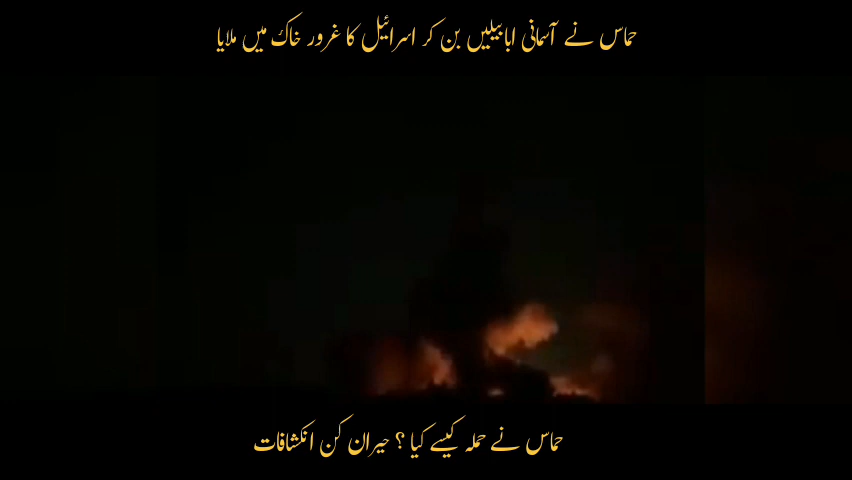 حماس نے آسمانی ابابیلیں بن کر اسرائیل کا غرور خاک میں ملایا
حماس نے حملہ کیسے کیا ؟ حیران کن انکشافات